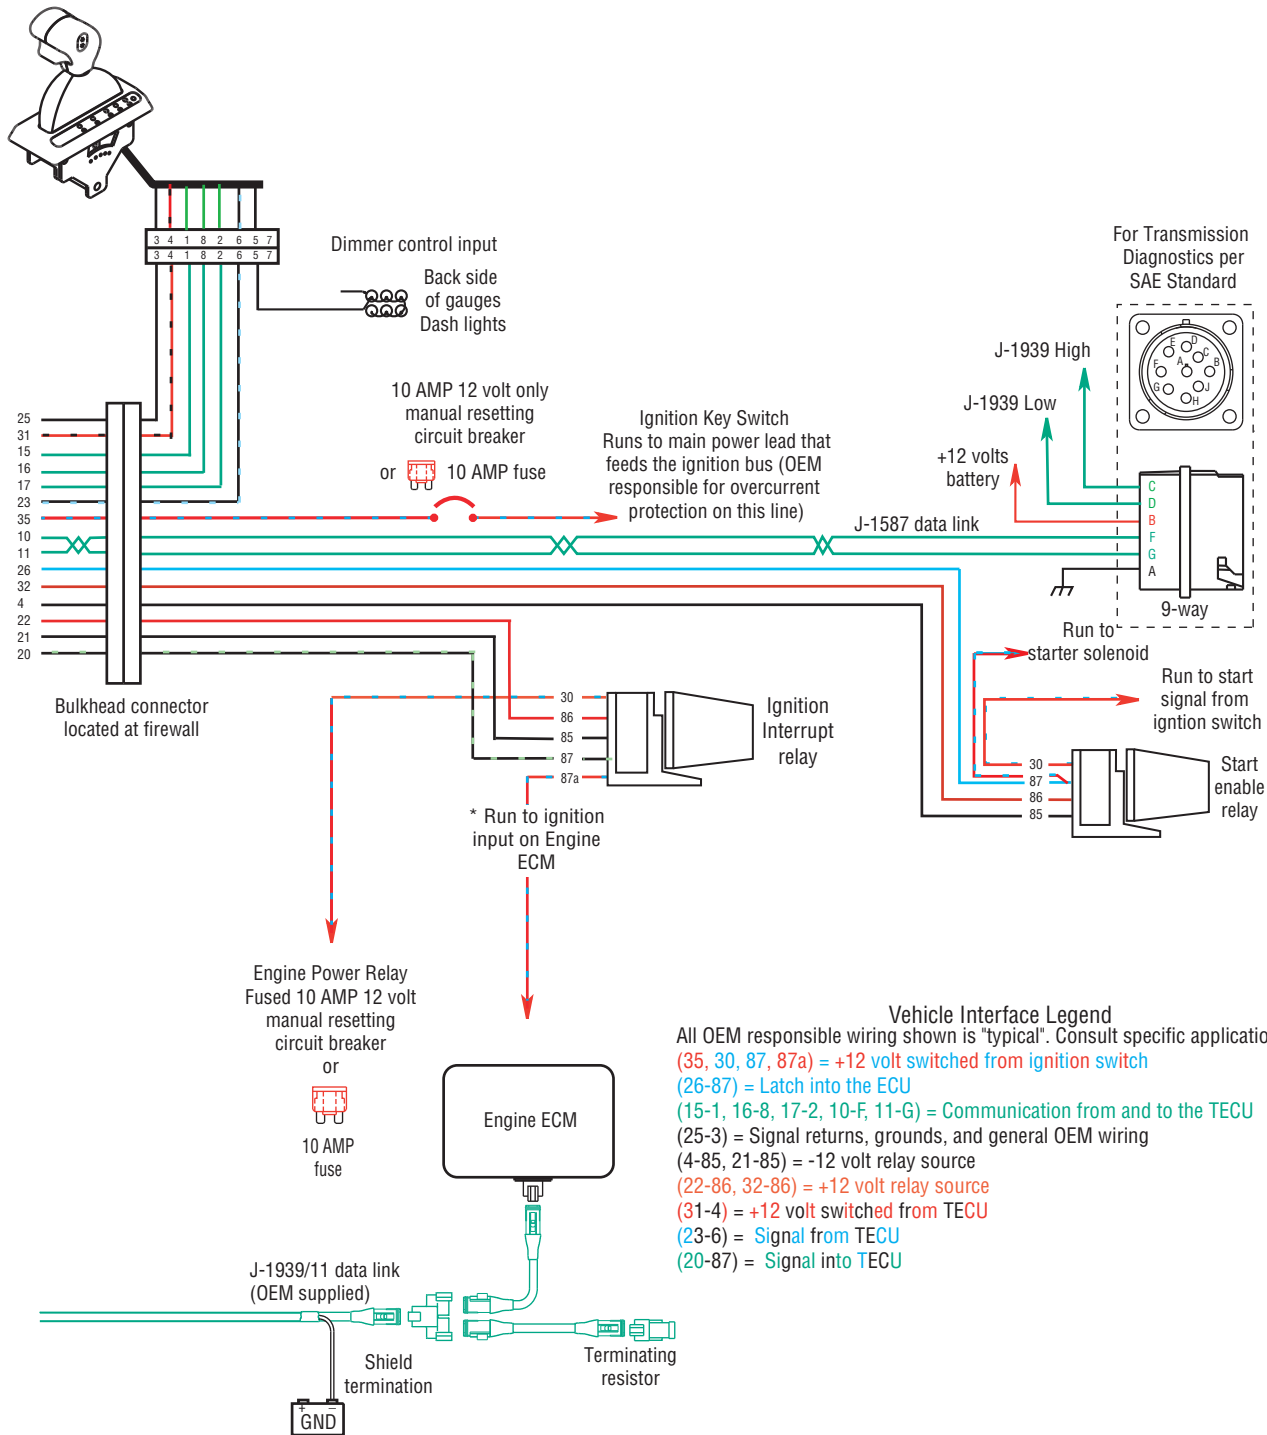 3 4 1 8 2 6 5 7
3 4 1 8 2 6 5 7
Dimmer control input
Back side
of gauges
Dash lights
10 AMP 12 volt only
manual resetting
circuit breaker
or
10 AMP fuse
Ignition Key Switch
Runs to main power lead that
feeds the ignition bus (OEM
responsible for overcurrent
protection on this line)
For Transmission
Diagnostics per
SAE Standard
E D
C
F A B
G J
H
J-1939 High
J-1939 Low
+12 volts
battery
J-1587 data link
C
D
B
F
G
A
9-way
25
31
15
16
17
23
35
10
11
26
32
4
22
21
20
Bulkhead connector
located at firewall
30
86
85
87
87a
Ignition
Interrupt
relay
Run to
starter solenoid
Run to start
signal from
igntion switch
30
87
86
85
Start
enable
relay
* Run to ignition
input on Engine
ECM
Engine Power Relay
Fused 10 AMP 12 volt
manual resetting
circuit breaker
or
10 AMP
fuse
Engine ECM
Vehicle Interface Legend
All OEM responsible wiring shown is "typical". Consult specific applicatio
(35, 30, 87, 87a) = +12 volt switched from ignition switch
(26-87) = Latch into the ECU
(15-1, 16-8, 17-2, 10-F, 11-G) = Communication from and to the TECU
(25-3) = Signal returns, grounds, and general OEM wiring
(4-85, 21-85) = -12 volt relay source
(22-86, 32-86) = +12 volt relay source
(31-4) = +12 volt switched from TECU
(23-6) = Signal from TECU
(20-87) = Signal into TECU
J-1939/11 data link
(OEM supplied)
Shield
termination
Terminating
resistor
+ –
GND